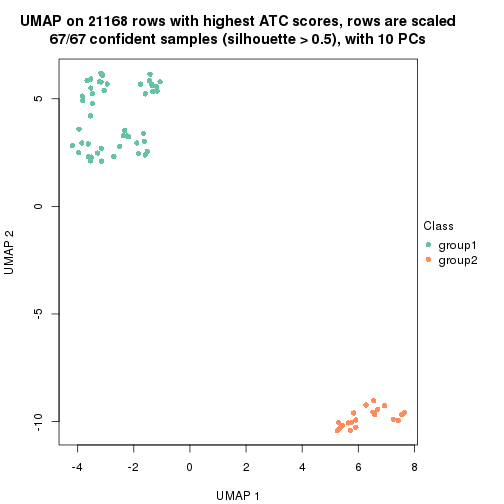 UMAP on 21168 rows with highest ATC scores, rows are scaled
67/67 confident samples (silhouette > 0.5), with 10 PCs
5
0
-5
-10
UMAP 2
-4
-2
0
2
4
6
8
UMAP 1
Class
group1
group2